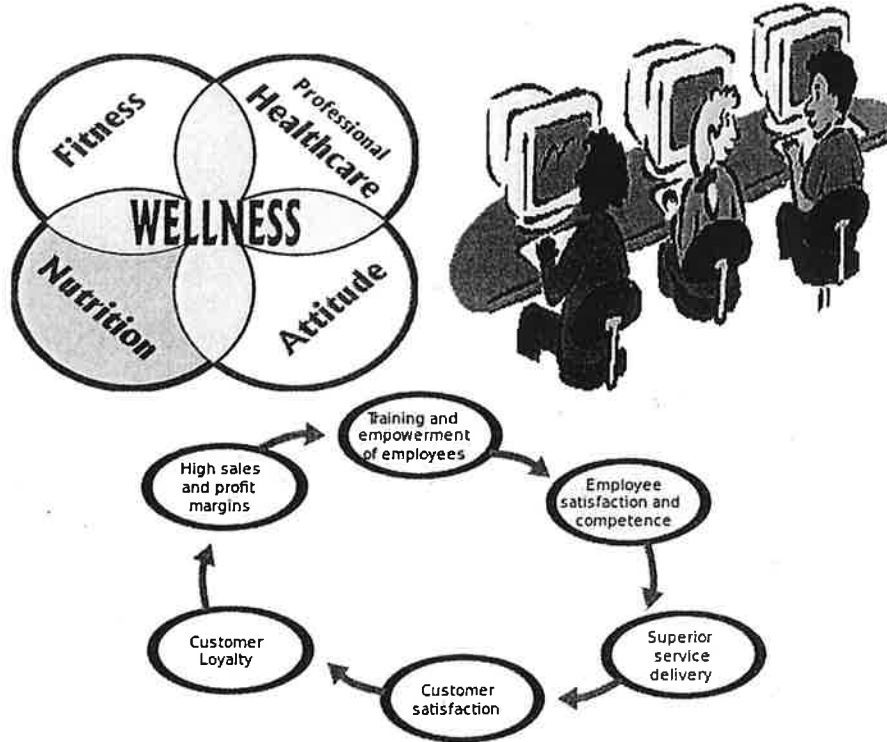 Fitness
Professional
Healthcare
WELLNESS
Nutrition
Attitude
Training and
empowerment
of employees
Employee
satisfaction and
competence
Superior
service
delivery
Customer
satisfaction
Customer
Loyalty
High sales
and profit
margins